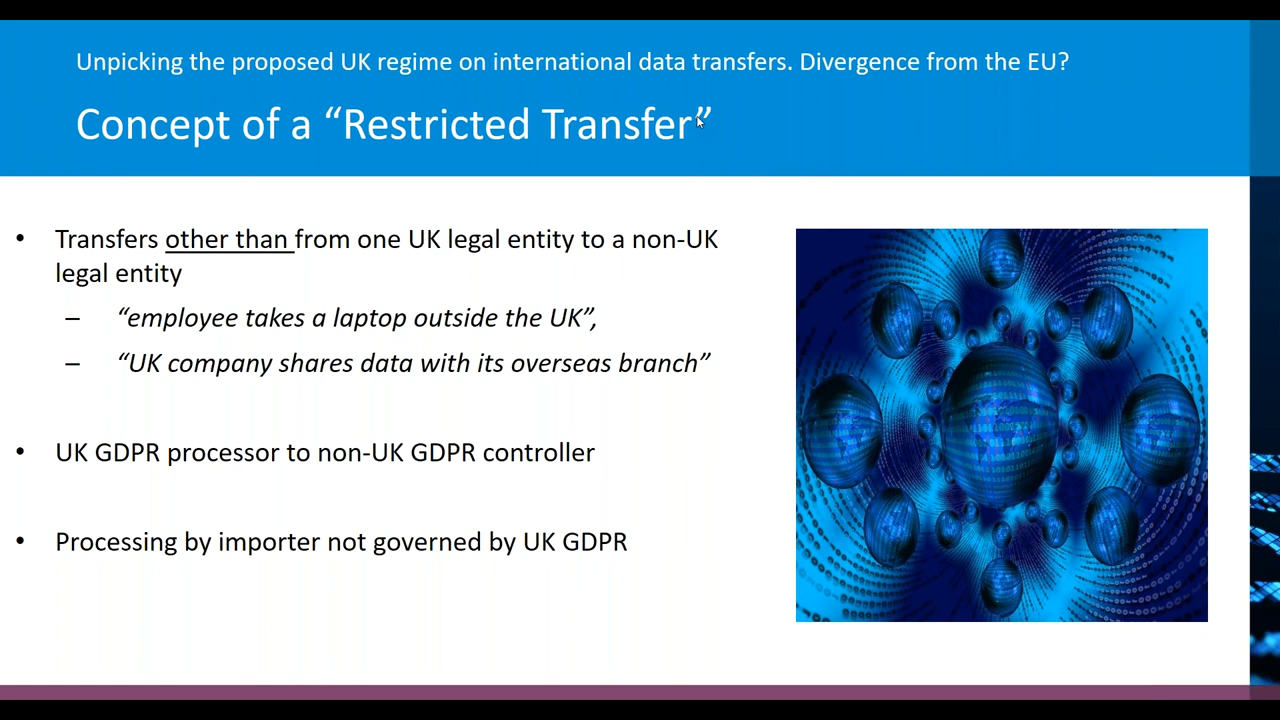 Unpicking the proposed UK regime on international data transfers. Divergence from the EU?
Concept of a “Restricted Transfer”
• Transfers other than from one UK legal entity to a non-UK
legal entity
– “employee takes a laptop outside the UK”,
– “UK company shares data with its overseas branch”
• UK GDPR processor to non-UK GDPR controller
• Processing by importer not governed by UK GDPR